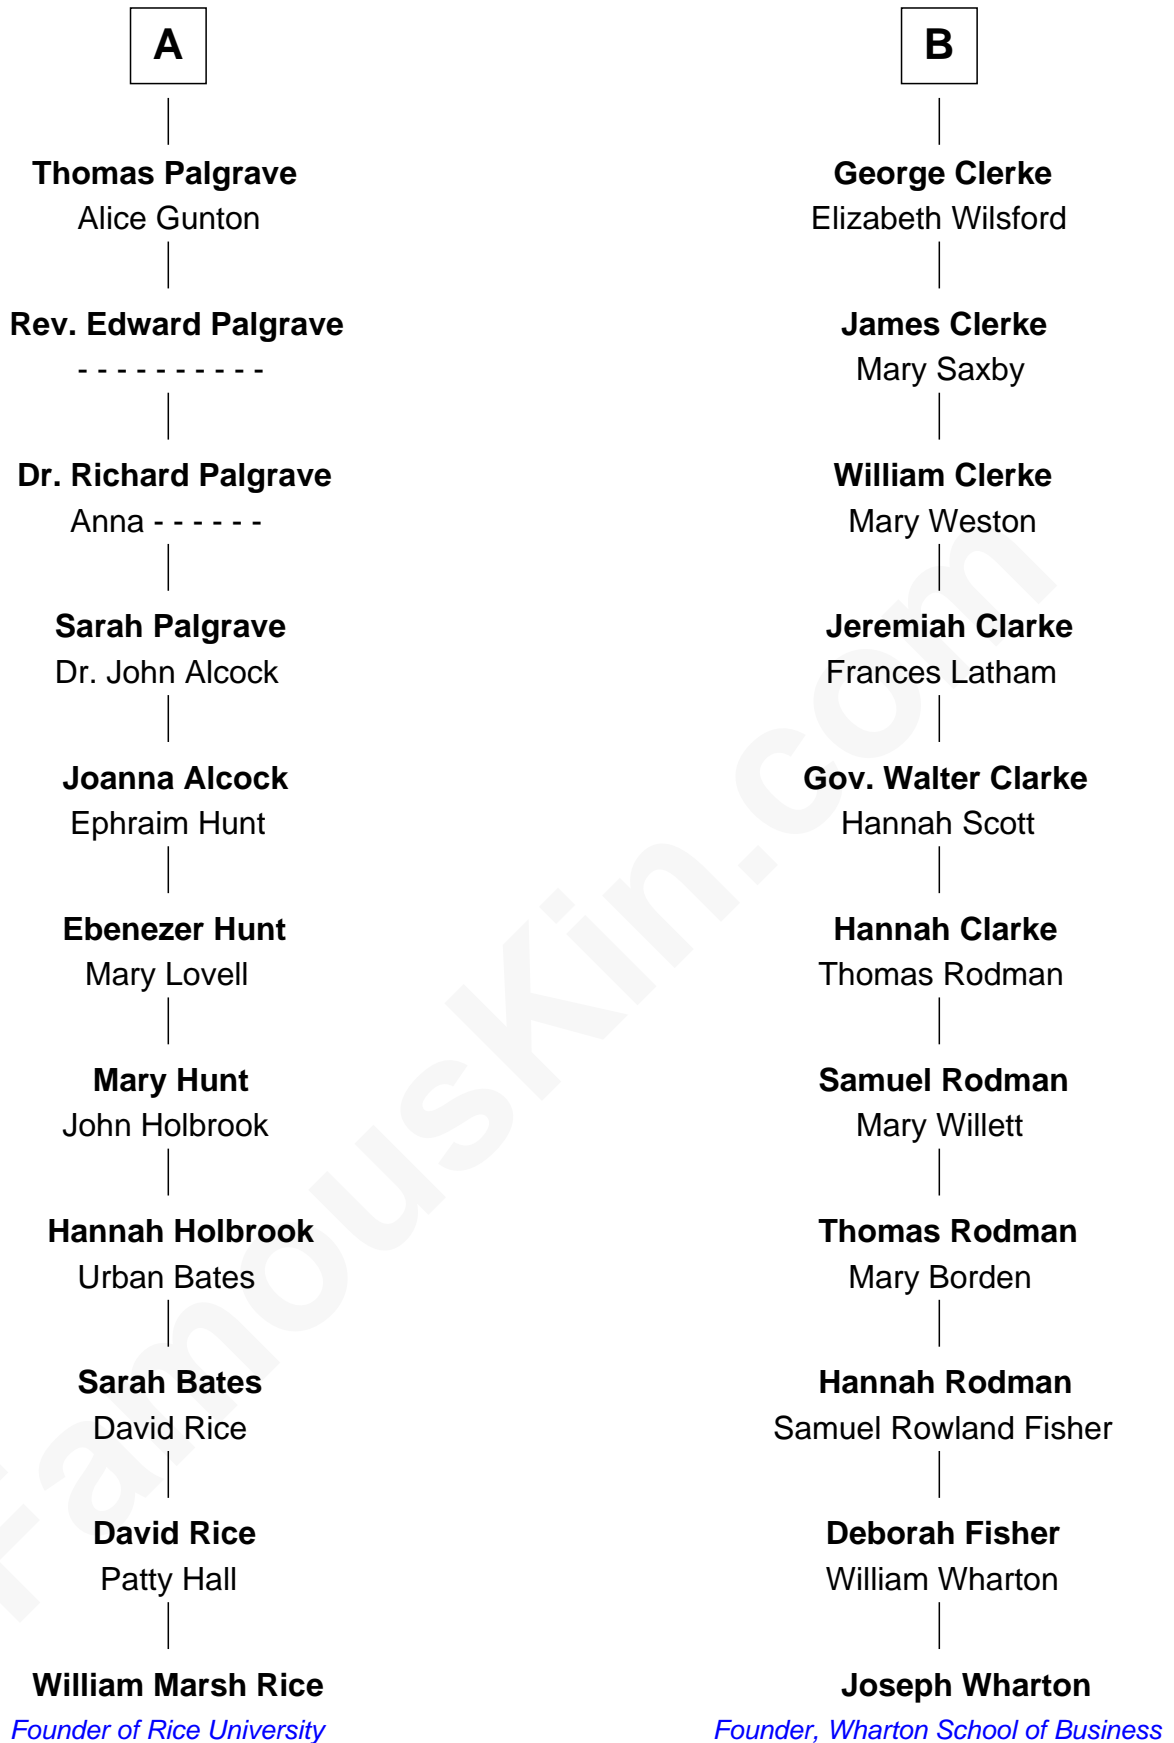 A
Thomas Palgrave
Alice Gunton
Rev. Edward Palgrave
- - - - - - - - - -
Dr. Richard Palgrave
Anna - - - - - -
Sarah Palgrave
Dr. John Alcock
Joanna Alcock
Ephraim Hunt
Ebenezer Hunt
Mary Lovell
Mary Hunt
John Holbrook
Hannah Holbrook
Urban Bates
Sarah Bates
David Rice
David Rice
Patty Hall
William Marsh Rice
Founder of Rice University
B
George Clerke
Elizabeth Wilsford
James Clerke
Mary Saxby
William Clerke
Mary Weston
Jeremiah Clarke
Frances Latham
Gov. Walter Clarke
Hannah Scott
Hannah Clarke
Thomas Rodman
Samuel Rodman
Mary Willett
Thomas Rodman
Mary Borden
Hannah Rodman
Samuel Rowland Fisher
Deborah Fisher
William Wharton
Joseph Wharton
Founder, Wharton School of Business
FamousKin.com